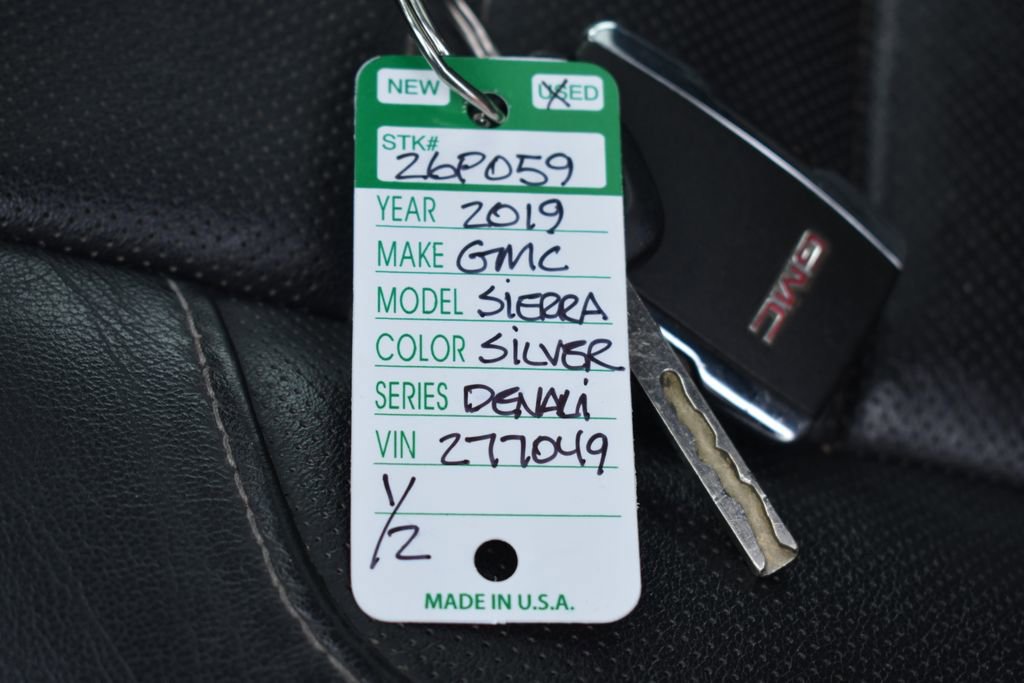 NEW USED
STK# 26P059
YEAR 2019
MAKE GMC
MODEL SiERRA
COLOR SiLVER
SERIES DENALi
VIN 277049
1/2
MADE IN U.S.A.
GMC